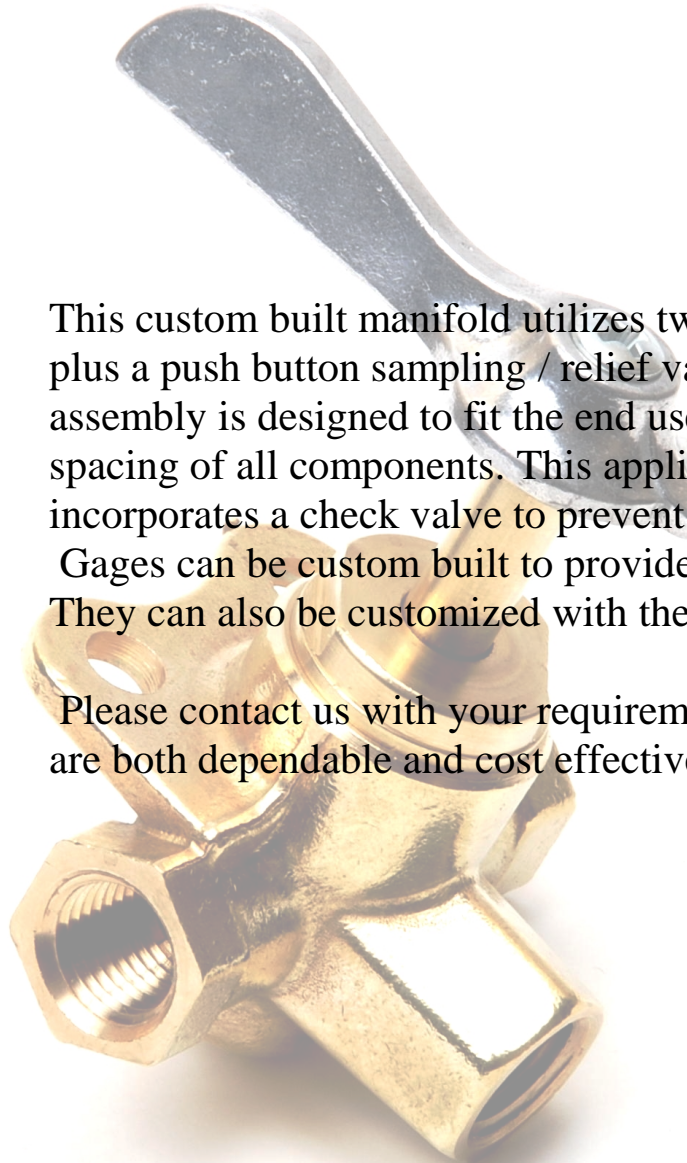 This custom built manifold utilizes tw
plus a push button sampling / relief va
assembly is designed to fit the end use
spacing of all components. This appli
incorporates a check valve to prevent
Gages can be custom built to provide
They can also be customized with the
Please contact us with your requirem
are both dependable and cost effective